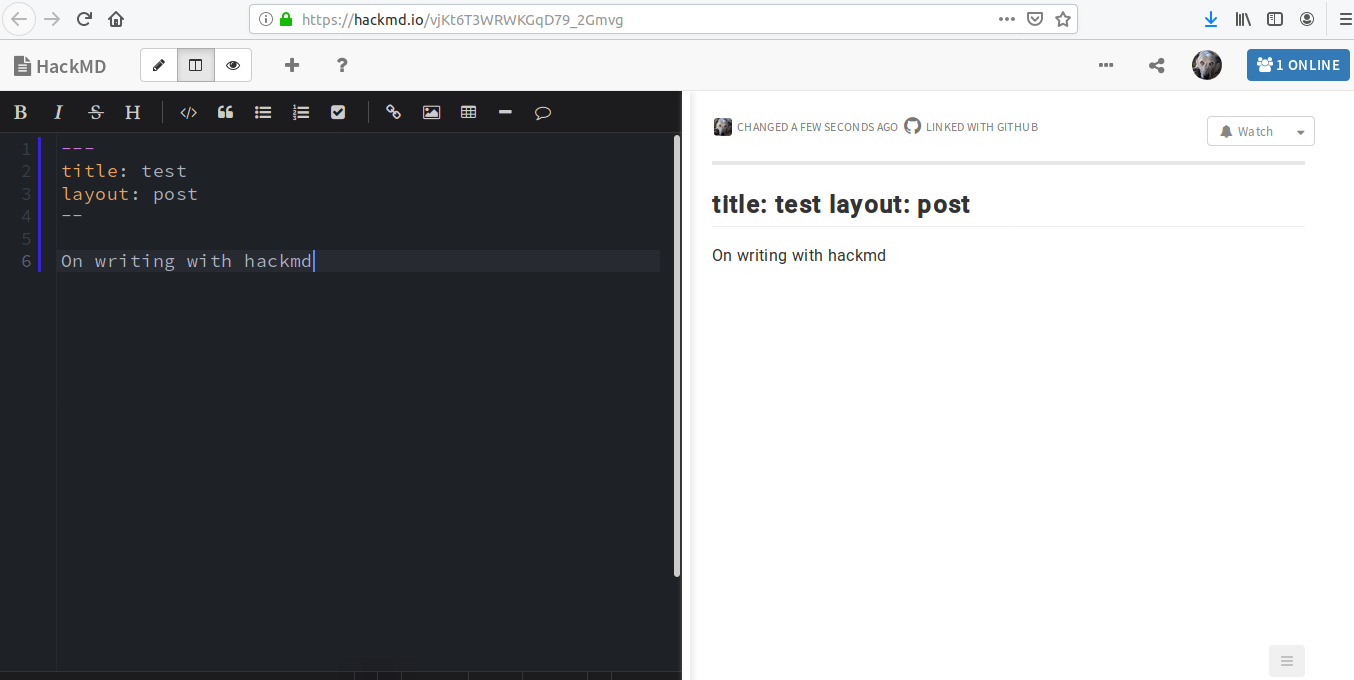 https://hackmd.io/vjKt6T3WRWKGqD79_2Gmvg
HackMD
1 ONLINE
B I S H
CHANGED A FEW SECONDS AGO LINKED WITH GITHUB
Watch
1 ---
2 title: test
3 layout: post
4 --
5
6 On writing with hackmd
title: test layout: post
On writing with hackmd